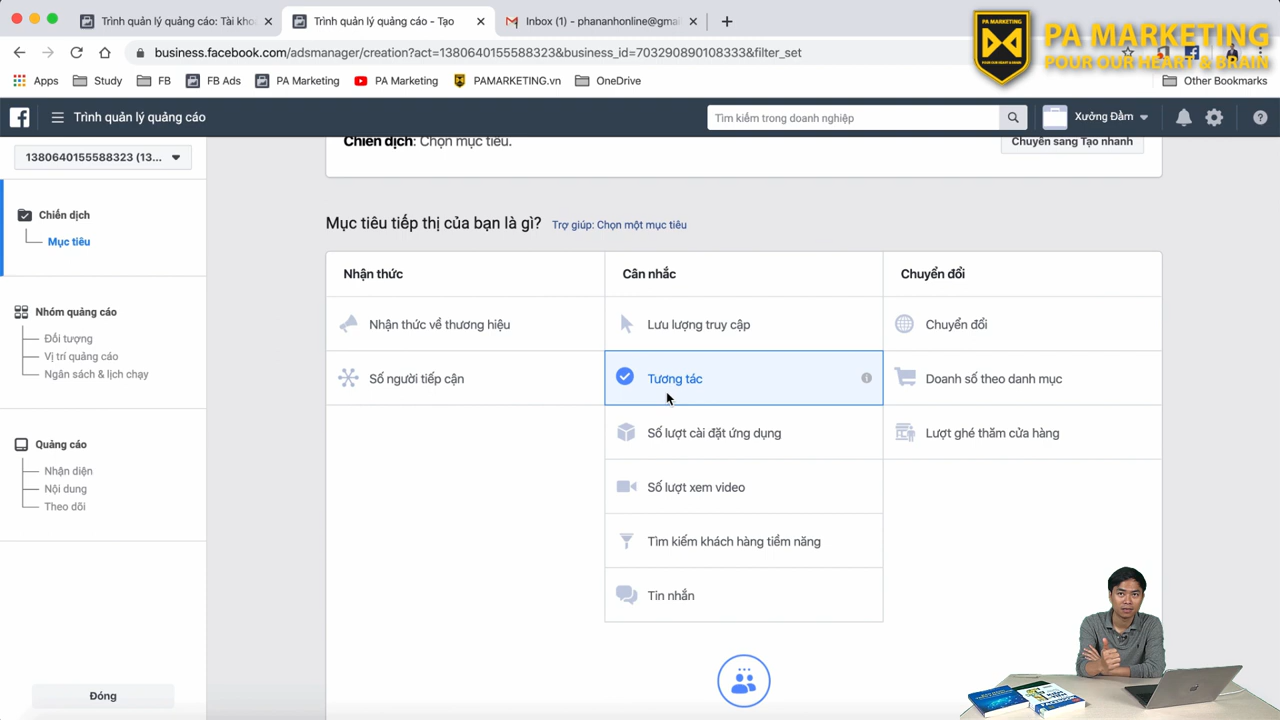 Trình quản lý quảng cáo: Tài kho
Trình quản lý quảng cáo - Tạo
Inbox (1) - phananhonline@gmai
business.facebook.com/adsmanager/creation?act=1380640155588323&business_id=703290890108333&filter_set
PA MARKETING
POUR OUR HEART & BRAIN
PA MARKETING
Apps
Study
FB
FB Ads
PA Marketing
PA Marketing
PAMARKETING.vn
OneDrive
Other Bookmarks
Trình quản lý quảng cáo
Tìm kiếm trong doanh nghiệp
Xưởng Đầm
1380640155588323 (13...
Chiến dịch: Chọn mục tiêu.
Chuyển sang Tạo nhanh
Chiến dịch
Mục tiêu
Nhóm quảng cáo
Đối tượng
Vị trí quảng cáo
Ngân sách & lịch chạy
Quảng cáo
Nhận diện
Nội dung
Theo dõi
Đóng
Mục tiêu tiếp thị của bạn là gì? Trợ giúp: Chọn một mục tiêu
Nhận thức
Cân nhắc
Chuyển đổi
Nhận thức về thương hiệu
Lưu lượng truy cập
Chuyển đổi
Số người tiếp cận
Tương tác
Doanh số theo danh mục
Số lượt cài đặt ứng dụng
Lượt ghé thăm cửa hàng
Số lượt xem video
Tìm kiếm khách hàng tiềm năng
Tin nhắn